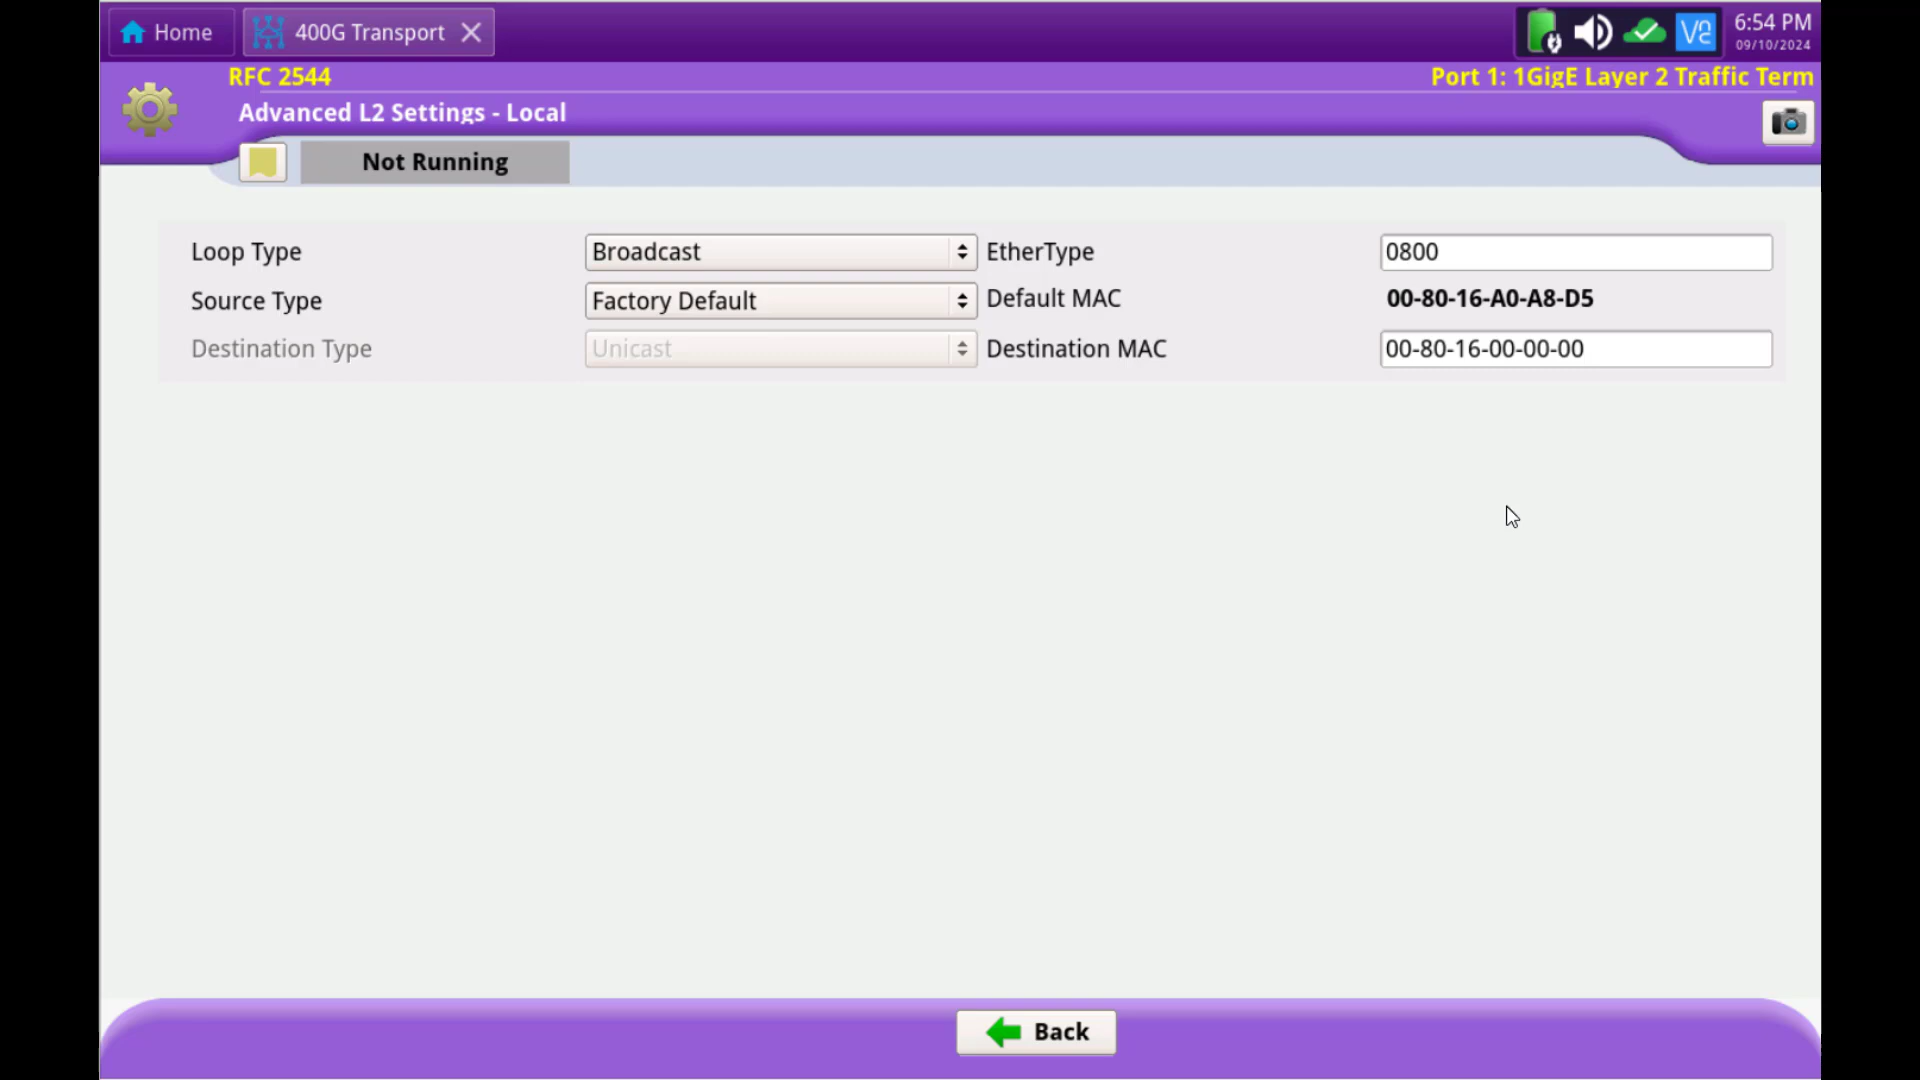 Home
400G Transport
6:54 PM
09/10/2024
RFC 2544
Port 1: 1GigE Layer 2 Traffic Term
Advanced L2 Settings - Local
Not Running
Loop Type
Broadcast
EtherType
0800
Source Type
Factory Default
Default MAC
00-80-16-A0-A8-D5
Destination Type
Unicast
Destination MAC
00-80-16-00-00-00
Back